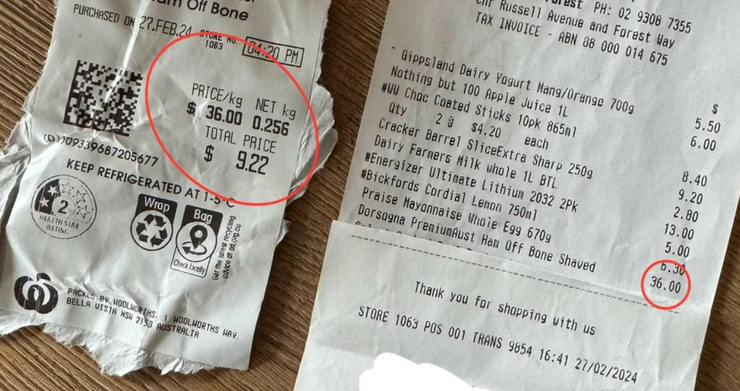 Off Bone
PURCHASED ON 27.FEB.24 STORE NO. 04:20 PM
1063
PRICE/kg NET kg
$ 36.00 0.256
TOTAL PRICE
$ 9.22
(01)09339687205677
KEEP REFRIGERATED AT 1-5°C
2
HEALTH STAR
RATING
Wrap
Bag
Check locally
Get the latest recycling
PACKED BY WOOLWORTHS, 1 WOOLWORTHS WAY
BELLA VISTA NSW 2153 AUSTRALIA
PH: 02 9308 7355
Cnr Russell Avenue and Forest Way
TAX INVOICE - ABN 88 000 014 675
$
Gippsland Dairy Yogurt Mang/Orange 700g 5.50
Nothing but 100 Apple Juice 1L 6.00
#WW Choc Coated Sticks 10pk 865ml
Qty 2 @ $4.20 each 8.40
Cracker Barrel SliceExtra Sharp 250g 9.20
Dairy Farmers Milk whole 1L BTL 2.80
#Energizer Ultimate Lithium 2032 2Pk 13.00
#Bickfords Cordial Lemon 750ml 5.00
Praise Mayonnaise Whole Egg 670g 6.30
Dorsogna PremiumAust Ham Off Bone Shaved 36.00
Thank you for shopping with us
STORE 1063 POS 001 TRANS 9854 16:41 27/02/2024